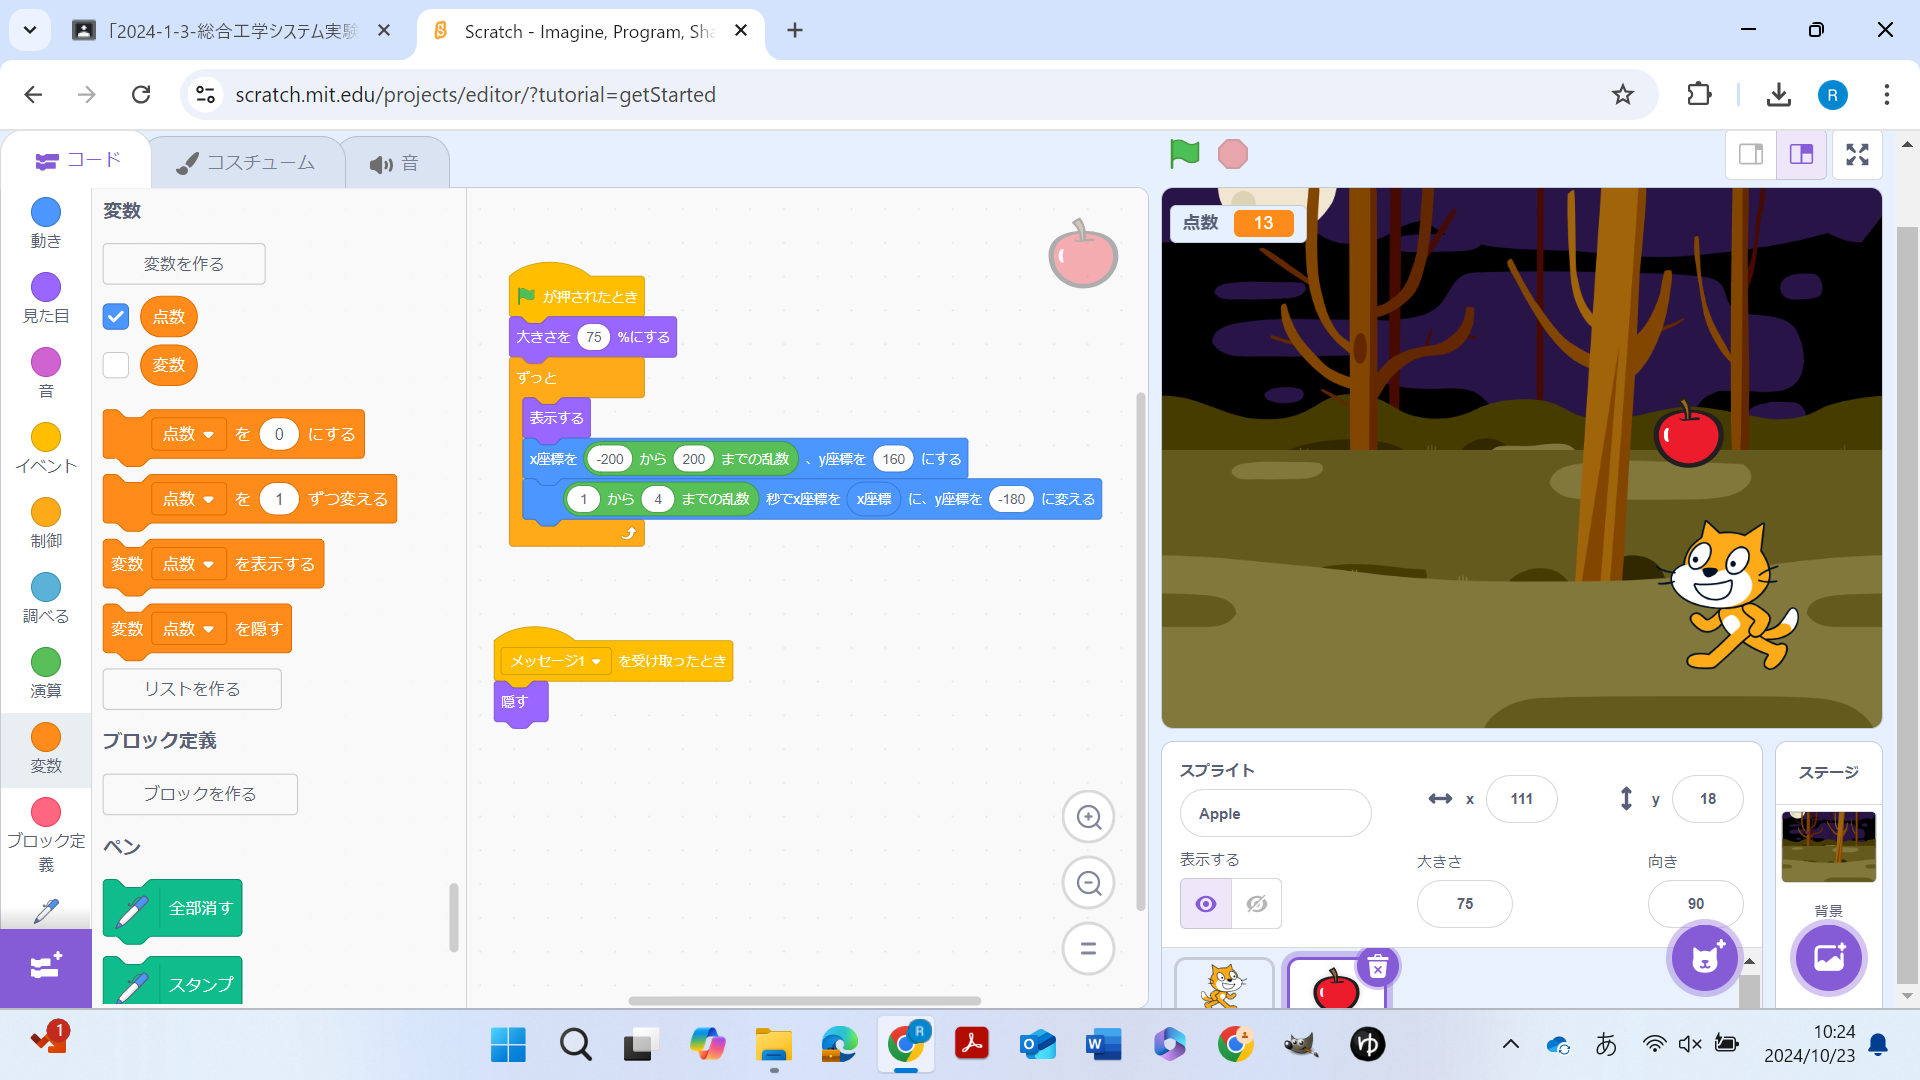 「2024-1-3-総合工学システム実験
Scratch - Imagine, Program, Sha
scratch.mit.edu/projects/editor/?tutorial=getStarted
R
コード
コスチューム
音
動き
見た目
音
イベント
制御
調べる
演算
変数
ブロック定
義
変数
変数を作る
点数
変数
点数 を 0 にする
点数 を 1 ずつ変える
変数 点数 を表示する
変数 点数 を隠す
リストを作る
ブロック定義
ブロックを作る
ペン
全部消す
スタンプ
が押されたとき
大きさを 75 %にする
ずっと
表示する
x座標を -200 から 200 までの乱数 、y座標を 160 にする
1 から 4 までの乱数 秒でx座標を x座標 に、y座標を -180 に変える
メッセージ1 を受け取ったとき
隠す
点数 13
スプライト
Apple
x 111
y 18
表示する
大きさ
向き
75
90
ステージ
背景
1
R
あ
ゆ
10:24
2024/10/23